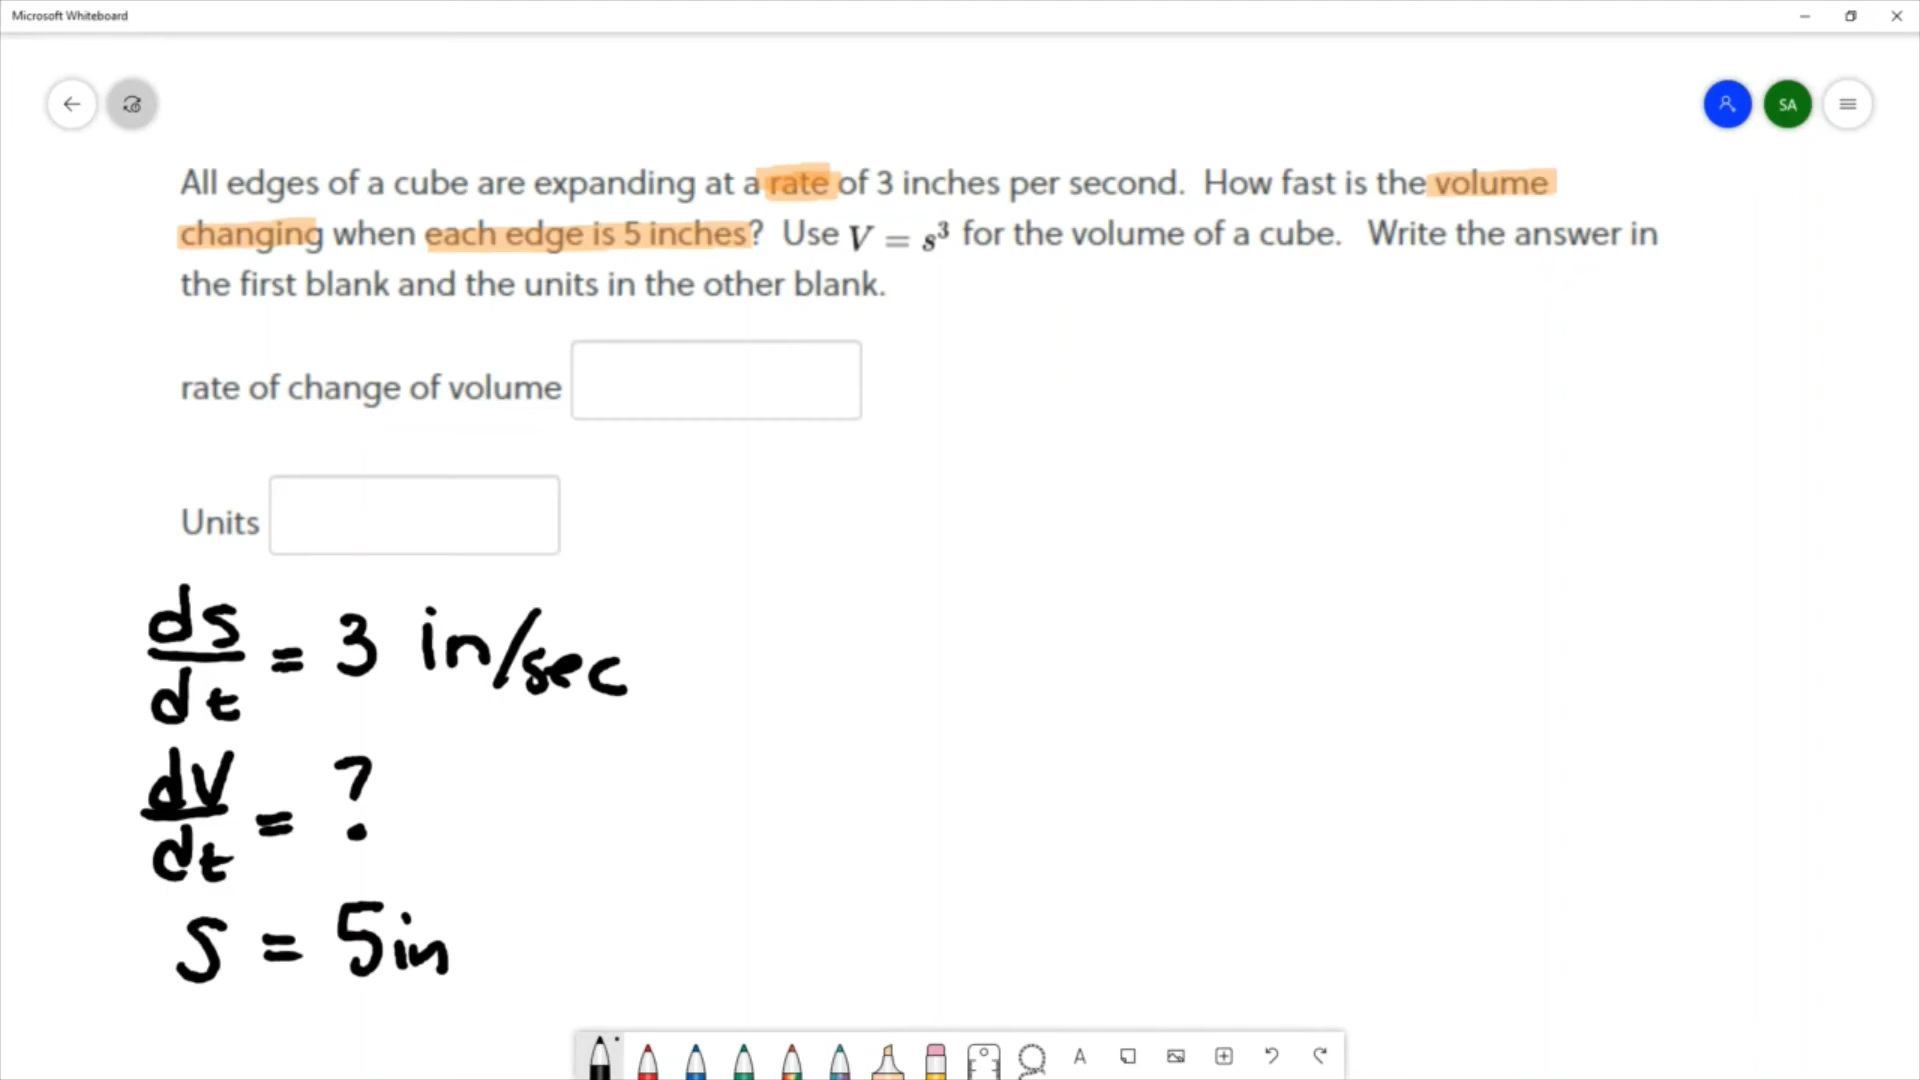 Microsoft Whiteboard
SA
All edges of a cube are expanding at a rate of 3 inches per second. How fast is the volume
changing when each edge is 5 inches? Use V = s³ for the volume of a cube. Write the answer in
the first blank and the units in the other blank.
rate of change of volume
Units
ds/dt = 3 in/sec
dV/dt = ?
s = 5in
A